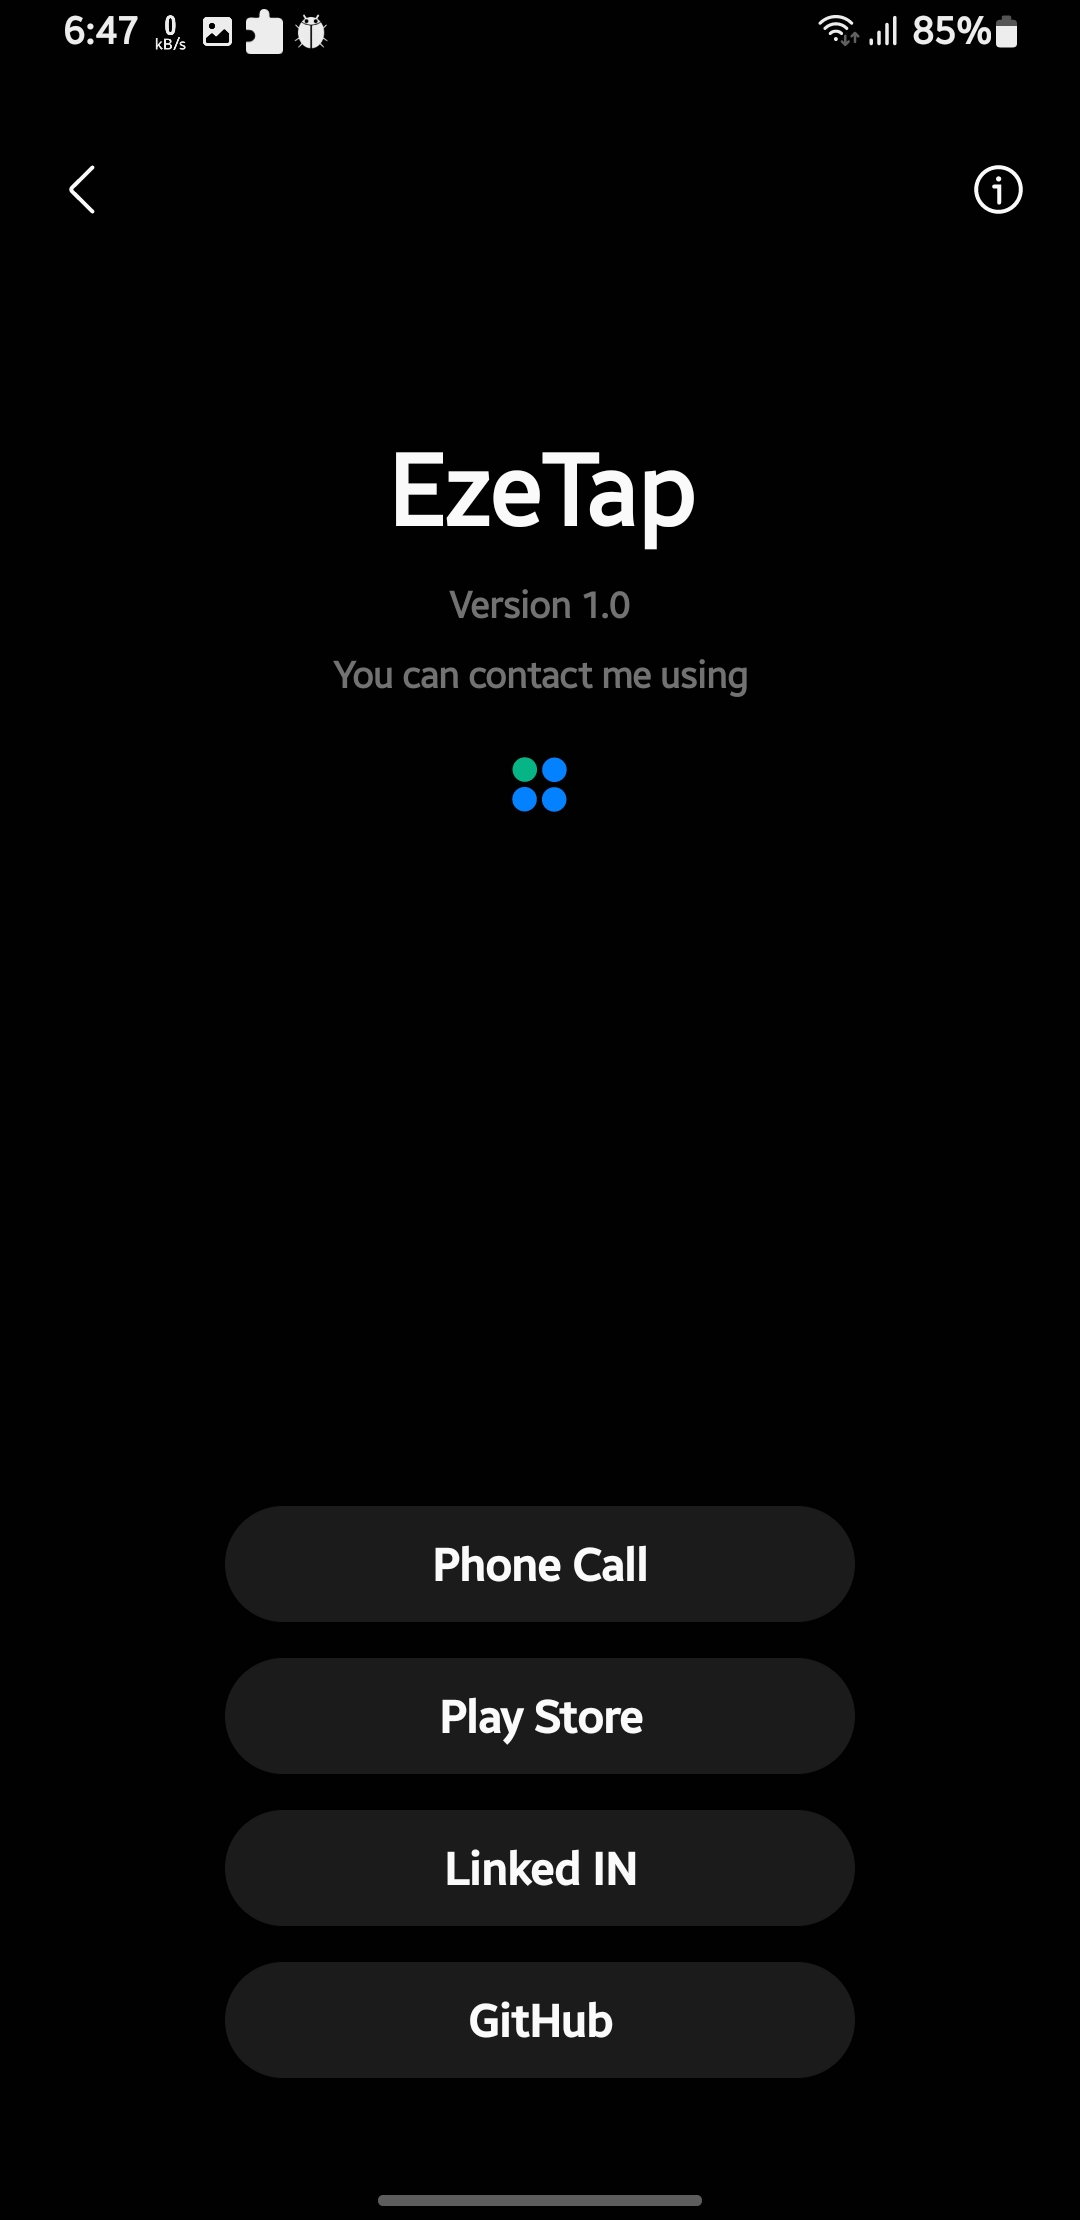 6:47 0 kB/s 85%
EzeTap
Version 1.0
You can contact me using
Phone Call
Play Store
Linked IN
GitHub